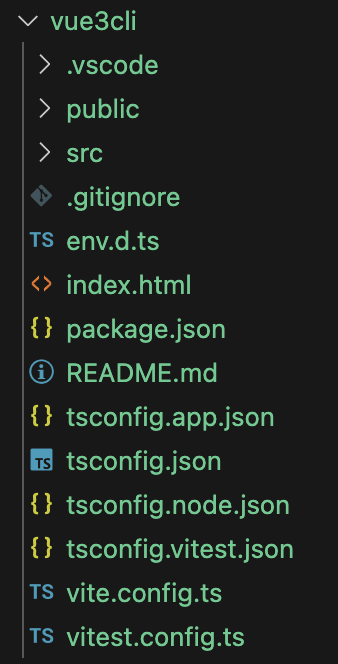 vue3cli
.vscode
public
src
.gitignore
TS env.d.ts
<> index.html
{} package.json
README.md
{} tsconfig.app.json
TS tsconfig.json
{} tsconfig.node.json
{} tsconfig.vitest.json
TS vite.config.ts
TS vitest.config.ts